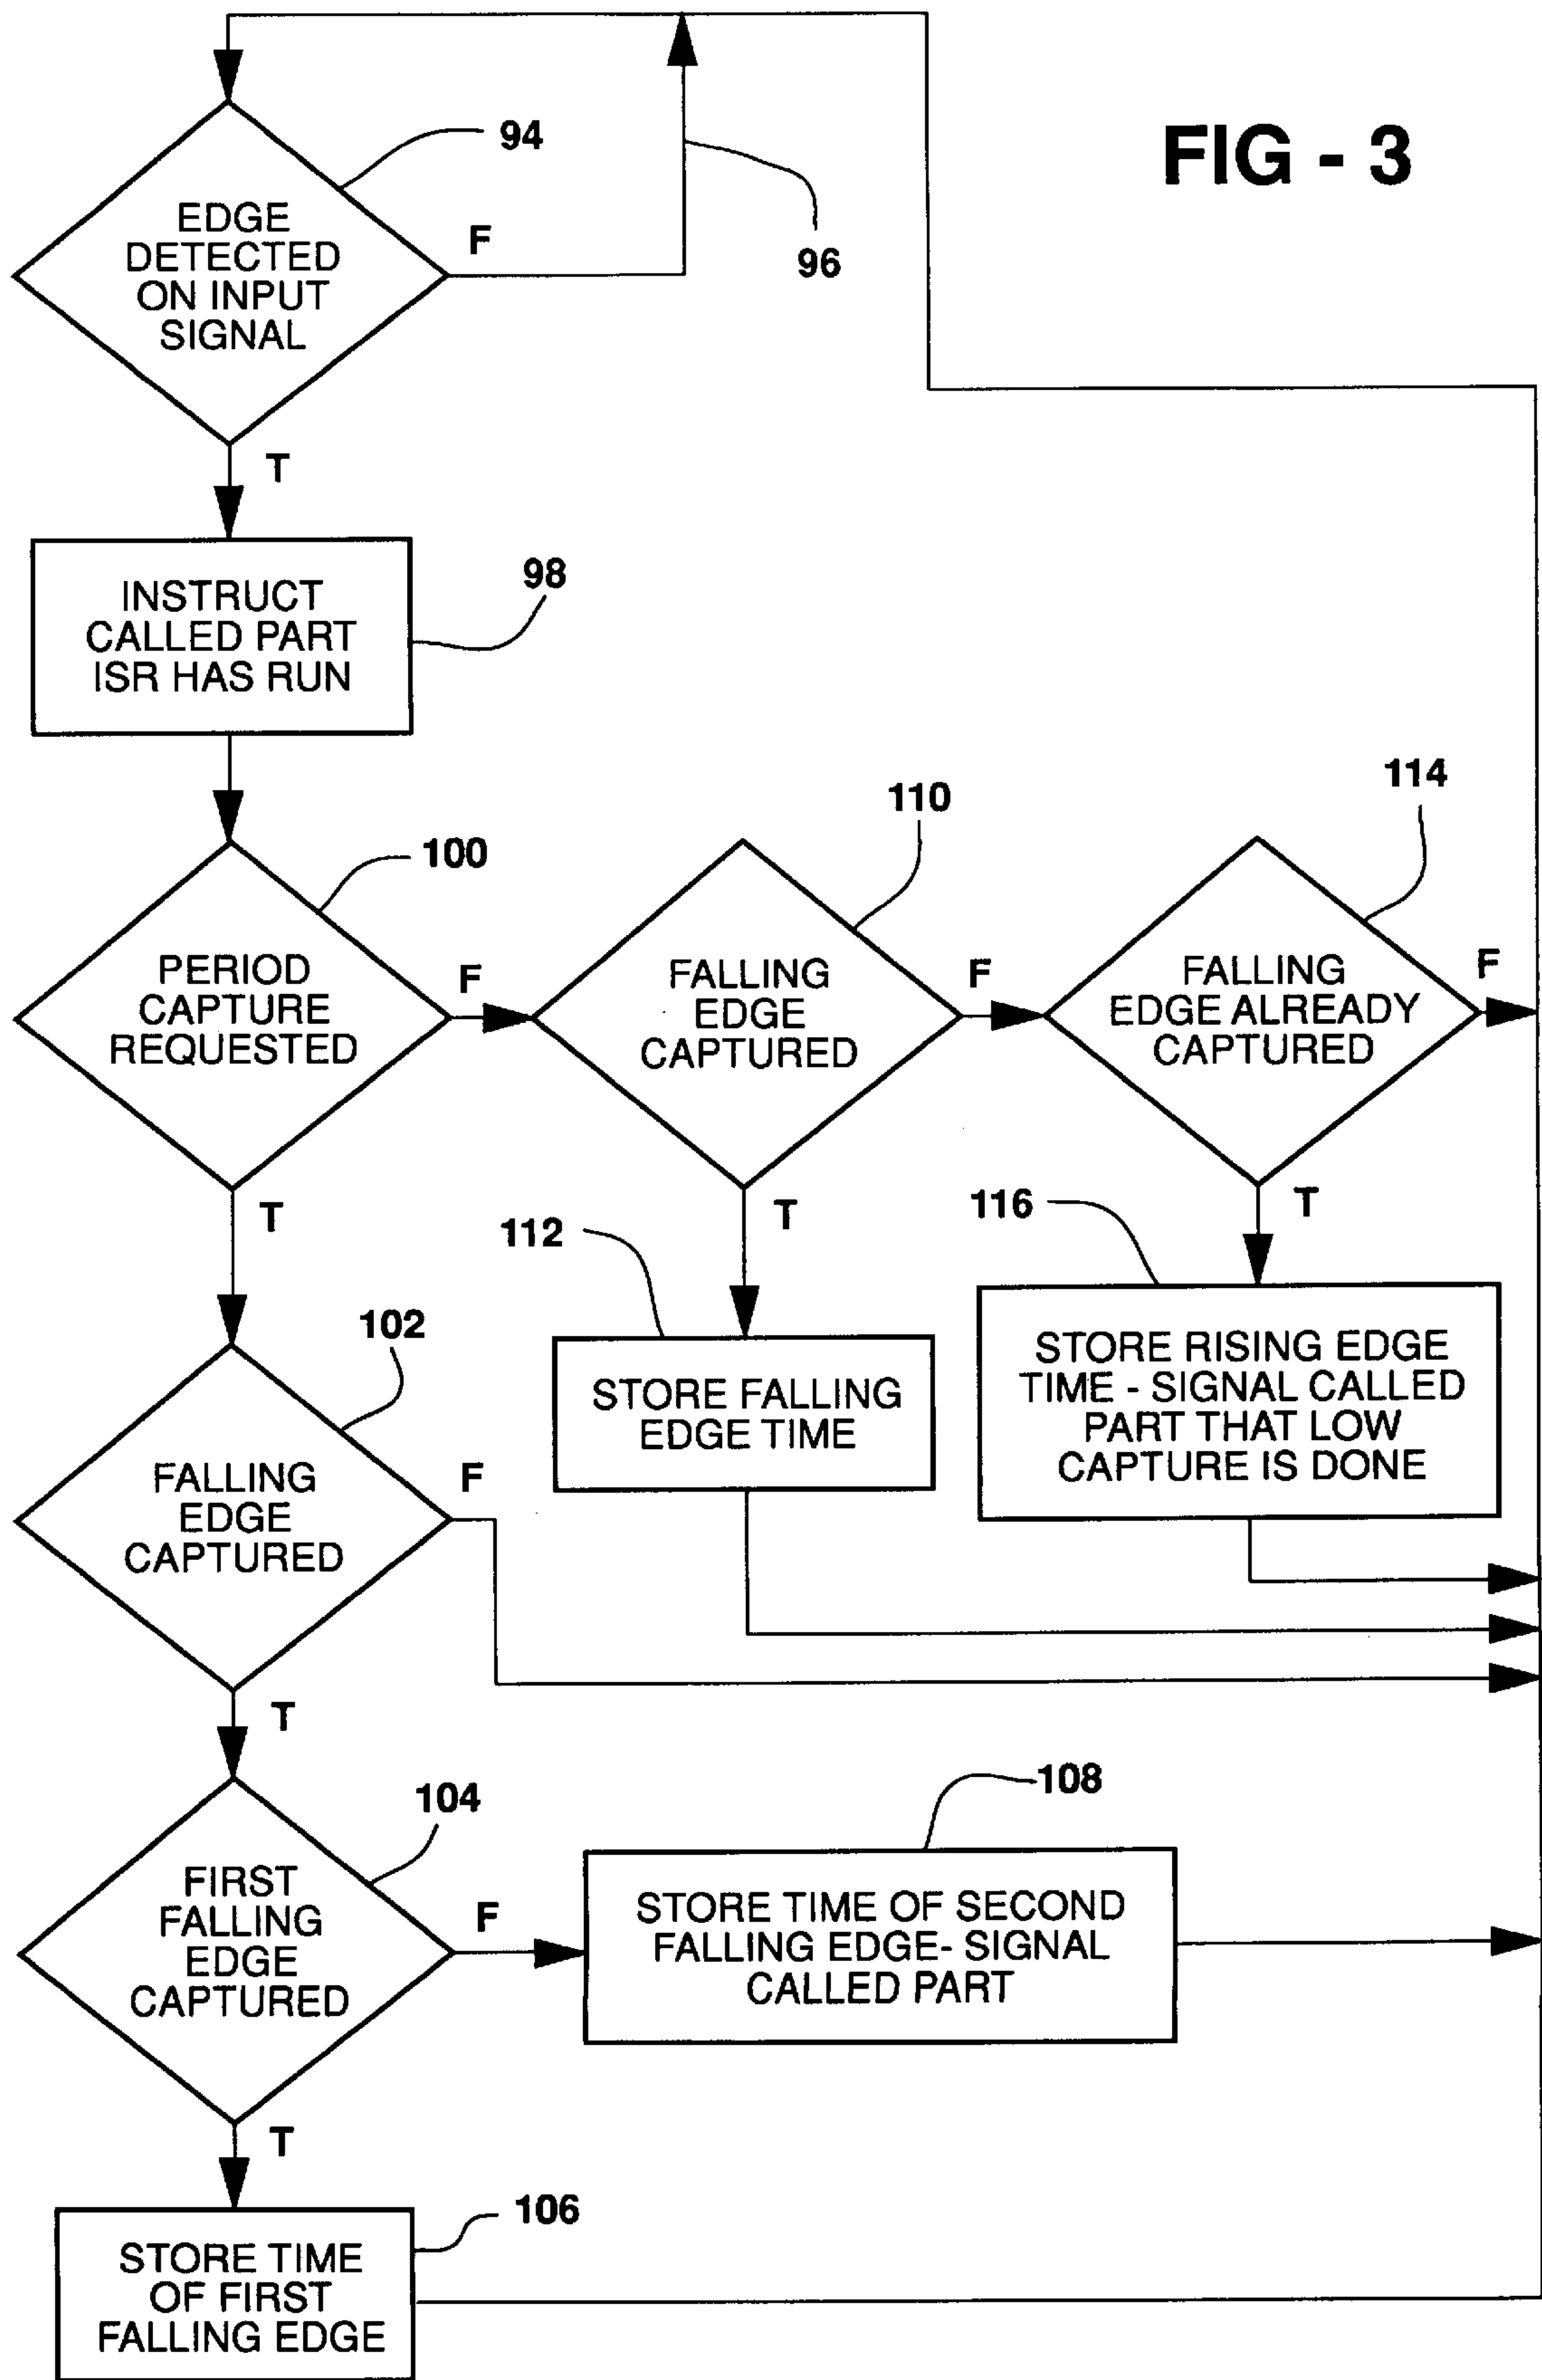 FIG - 3
94
EDGE
DETECTED
ON INPUT
SIGNAL
F
96
T
98
INSTRUCT
CALLED PART
ISR HAS RUN
100
PERIOD
CAPTURE
REQUESTED
F
T
110
FALLING
EDGE
CAPTURED
F
T
114
FALLING
EDGE ALREADY
CAPTURED
F
T
112
STORE FALLING
EDGE TIME
116
STORE RISING EDGE
TIME - SIGNAL CALLED
PART THAT LOW
CAPTURE IS DONE
102
FALLING
EDGE
CAPTURED
F
T
104
FIRST
FALLING
EDGE
CAPTURED
F
T
108
STORE TIME OF SECOND
FALLING EDGE- SIGNAL
CALLED PART
106
STORE TIME
OF FIRST
FALLING EDGE